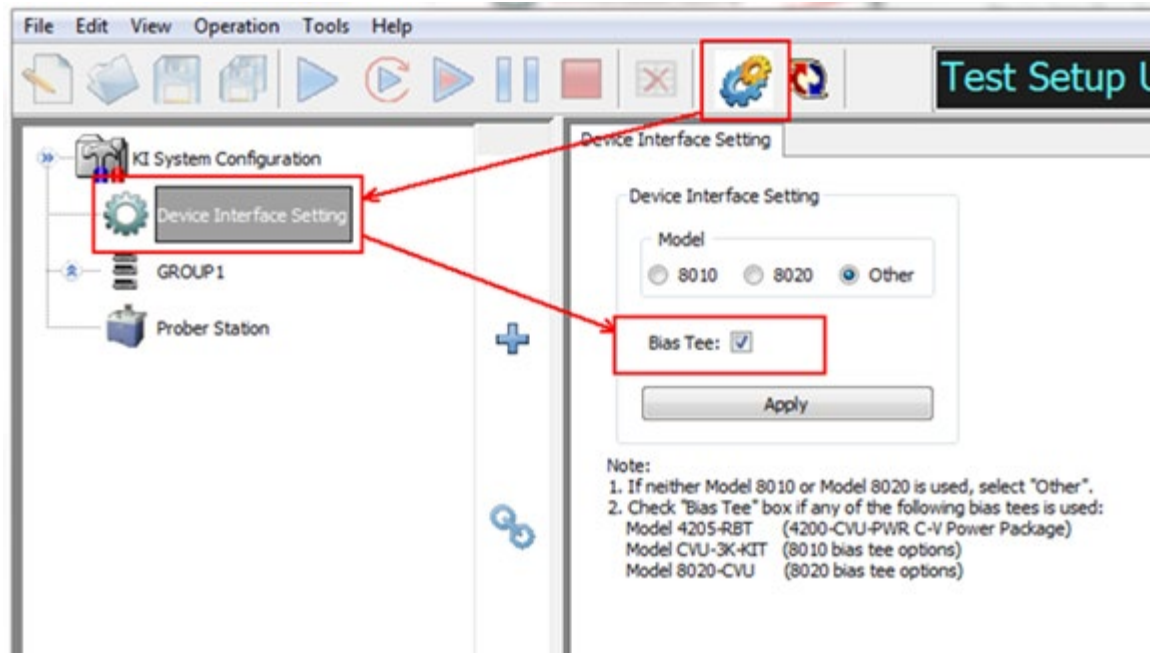 File Edit View Operation Tools Help
Test Setup
KI System Configuration
Device Interface Setting
GROUP1
Prober Station
Device Interface Setting
Device Interface Setting
Model
8010 8020 Other
Bias Tee:
Apply
Note:
1. If neither Model 8010 or Model 8020 is used, select "Other".
2. Check "Bias Tee" box if any of the following bias tees is used:
Model 4205-RBT (4200-CVU-PWR C-V Power Package)
Model CVU-3K-KIT (8010 bias tee options)
Model 8020-CVU (8020 bias tee options)